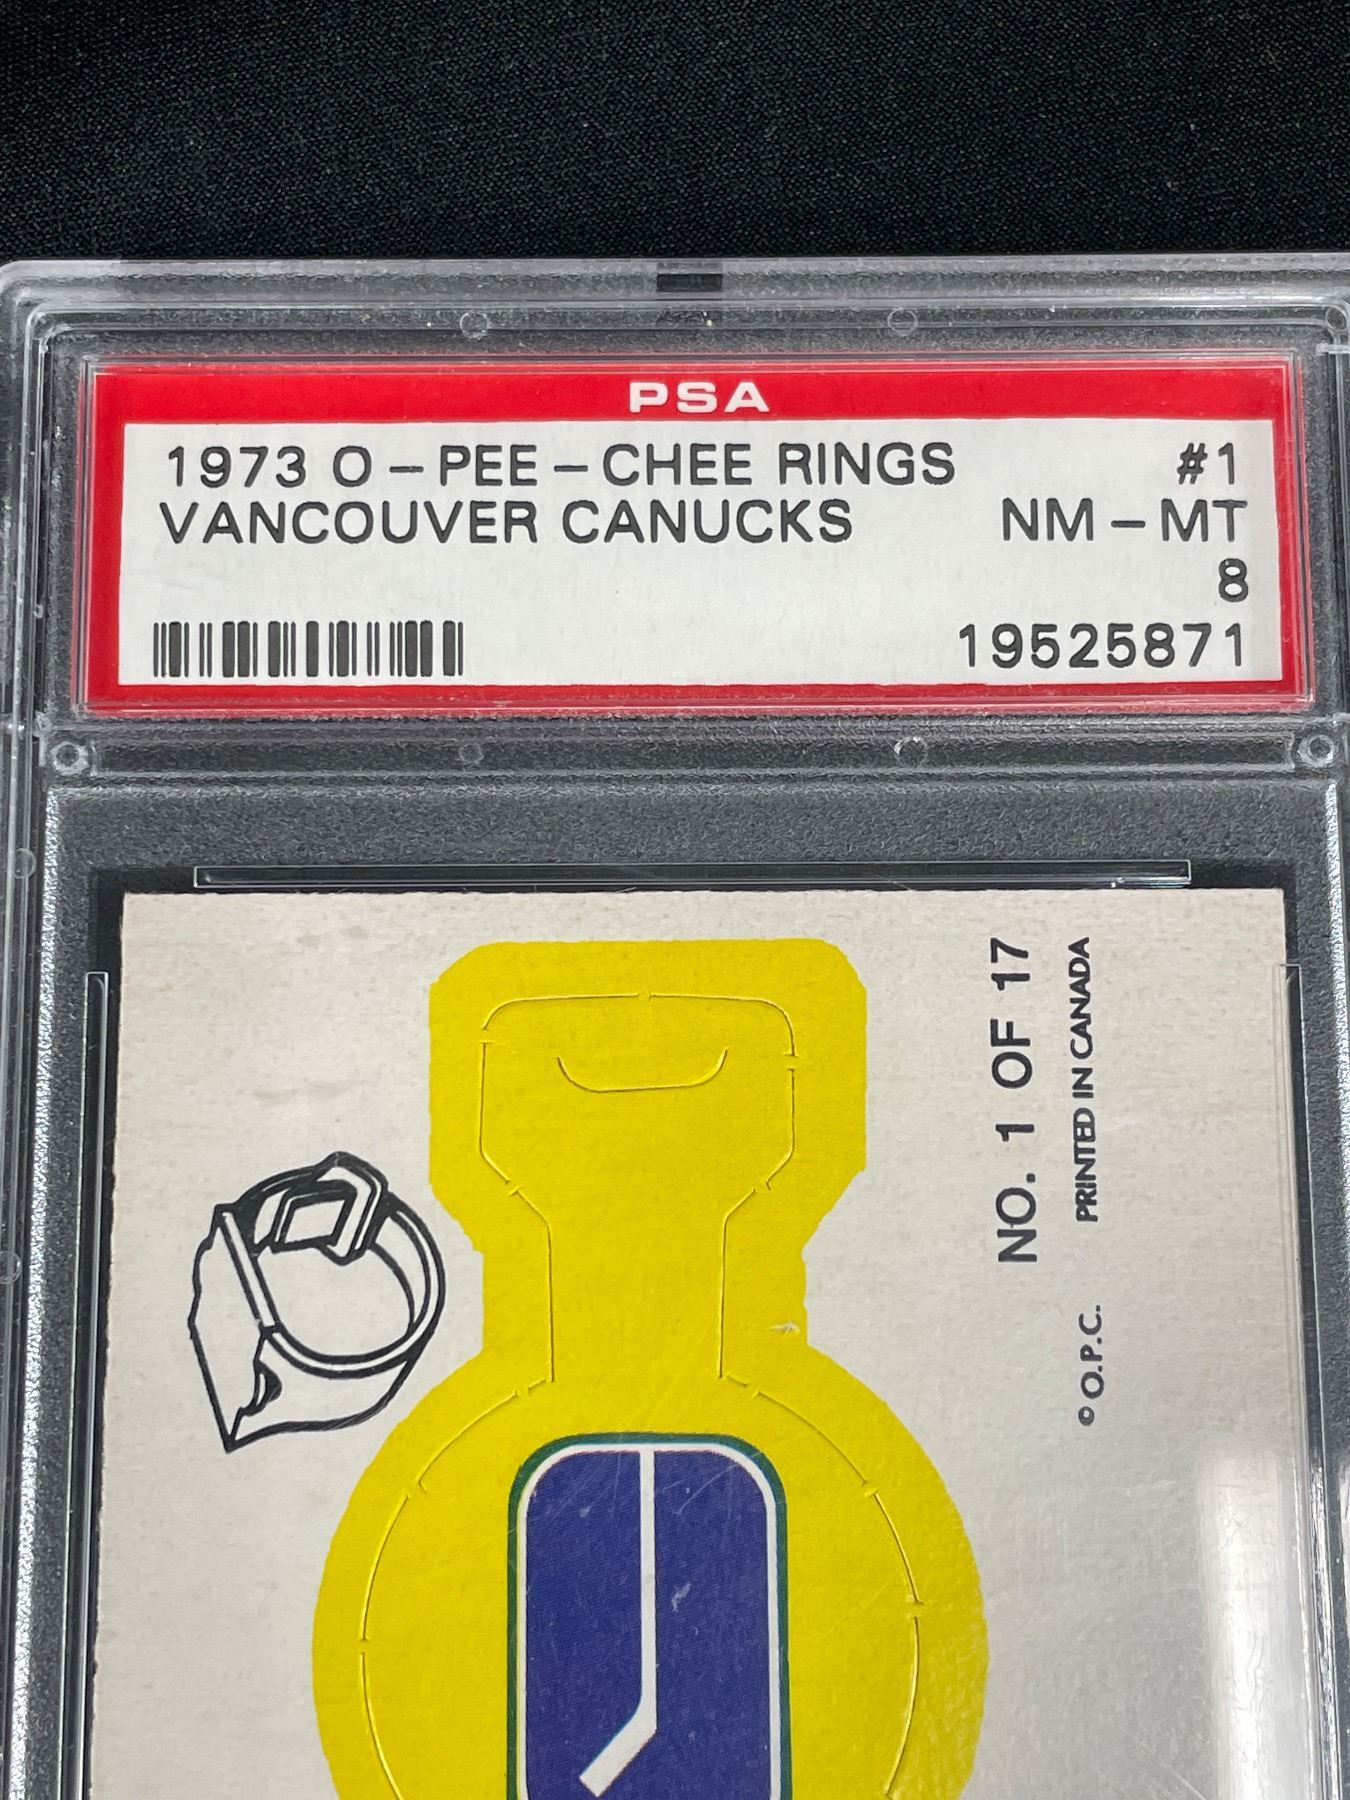 PSA
1973 O-PEE-CHEE RINGS #1
VANCOUVER CANUCKS NM-MT
8
19525871
NO. 1 OF 17
© O.P.C. PRINTED IN CANADA